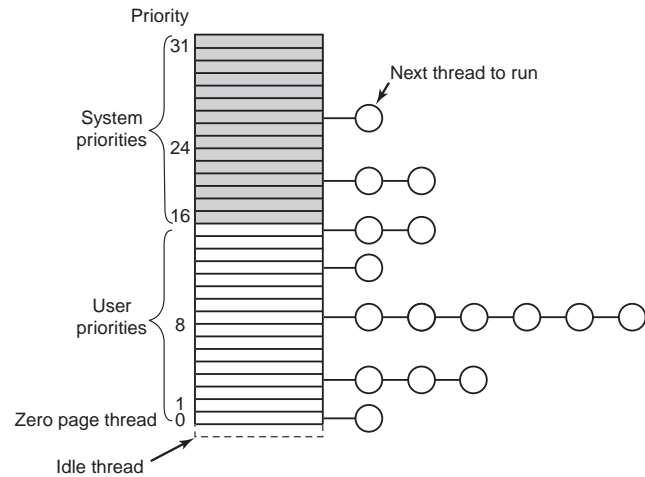 Priority
31
Next thread to run
System
priorities
24
16
User
priorities
8
1
Zero page thread 0
Idle thread